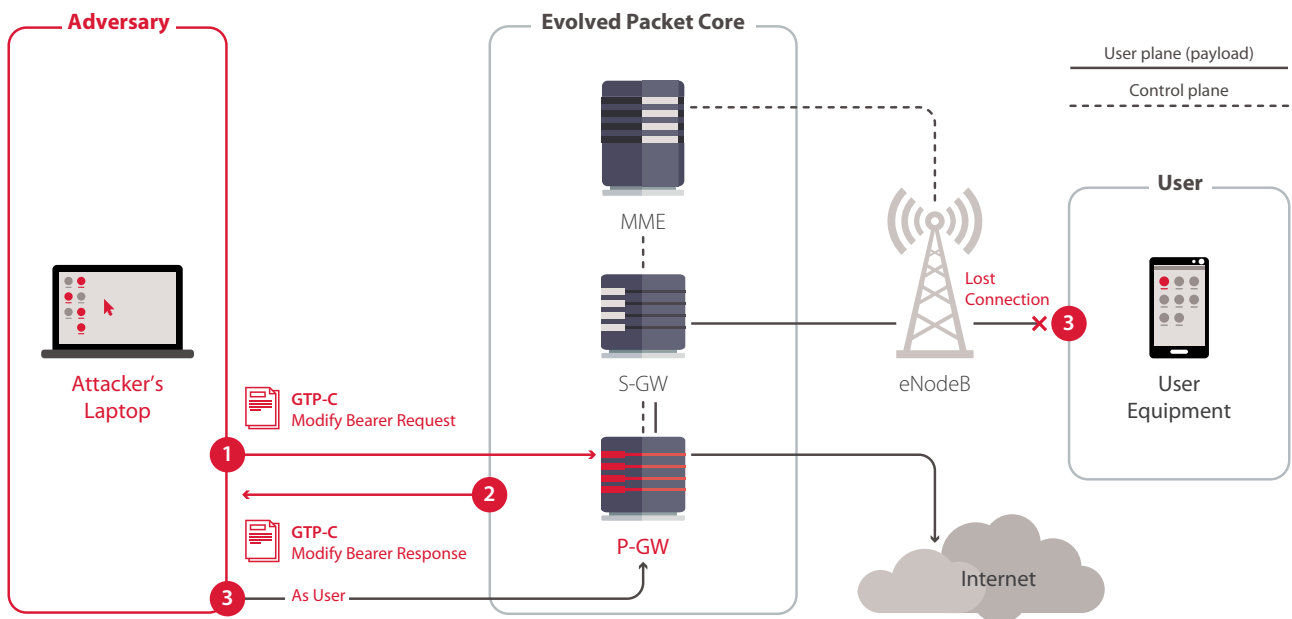 Adversary
Evolved Packet Core
User plane (payload)
Control plane
User
MME
Lost
Connection
3
Attacker's
Laptop
S-GW
eNodeB
User
Equipment
GTP-C
Modify Bearer Request
1
2
GTP-C
Modify Bearer Response
P-GW
3
As User
Internet